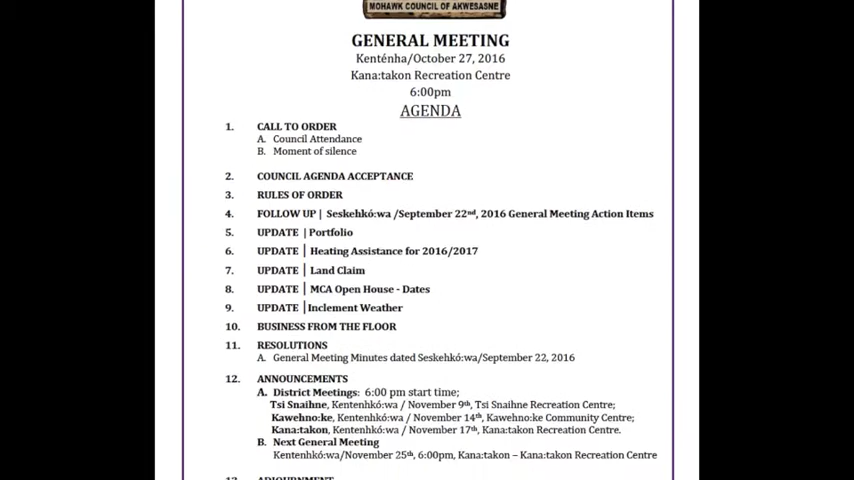 MOHAWK COUNCIL OF AKWESASNE
GENERAL MEETING
Kenténha/October 27, 2016
Kana:takon Recreation Centre
6:00pm
AGENDA
1. CALL TO ORDER
A. Council Attendance
B. Moment of silence
2. COUNCIL AGENDA ACCEPTANCE
3. RULES OF ORDER
4. FOLLOW UP | Seskehkó:wa /September 22nd, 2016 General Meeting Action Items
5. UPDATE | Portfolio
6. UPDATE | Heating Assistance for 2016/2017
7. UPDATE | Land Claim
8. UPDATE | MCA Open House - Dates
9. UPDATE | Inclement Weather
10. BUSINESS FROM THE FLOOR
11. RESOLUTIONS
A. General Meeting Minutes dated Seskehkó:wa/September 22, 2016
12. ANNOUNCEMENTS
A. District Meetings: 6:00 pm start time;
Tsi Snaihne, Kentenhkó:wa / November 9th, Tsi Snaihne Recreation Centre;
Kawehno:ke, Kentenhkó:wa / November 14th, Kawehno:ke Community Centre;
Kana:takon, Kentenhkó:wa / November 17th, Kana:takon Recreation Centre.
B. Next General Meeting
Kentenhkó:wa/November 25th, 6:00pm, Kana:takon – Kana:takon Recreation Centre
13. ADJOURNMENT